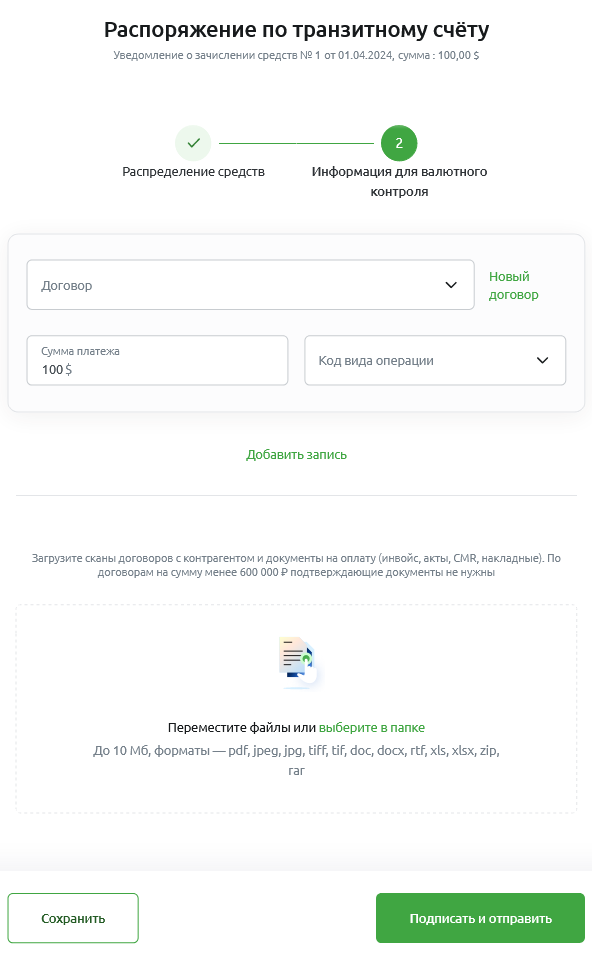 Распоряжение по транзитному счёту
Уведомление о зачислении средств № 1 от 01.04.2024, сумма : 100,00 $
2
Распределение средств
Информация для валютного
контроля
Договор
Новый
договор
Сумма платежа
100 $
Код вида операции
Добавить запись
Загрузите сканы договоров с контрагентом и документы на оплату (инвойс, акты, CMR, накладные). По
договорам на сумму менее 600 000 ₽ подтверждающие документы не нужны
Переместите файлы или выберите в папке
До 10 Мб, форматы — pdf, jpeg, jpg, tiff, tif, doc, docx, rtf, xls, xlsx, zip,
rar
Сохранить
Подписать и отправить